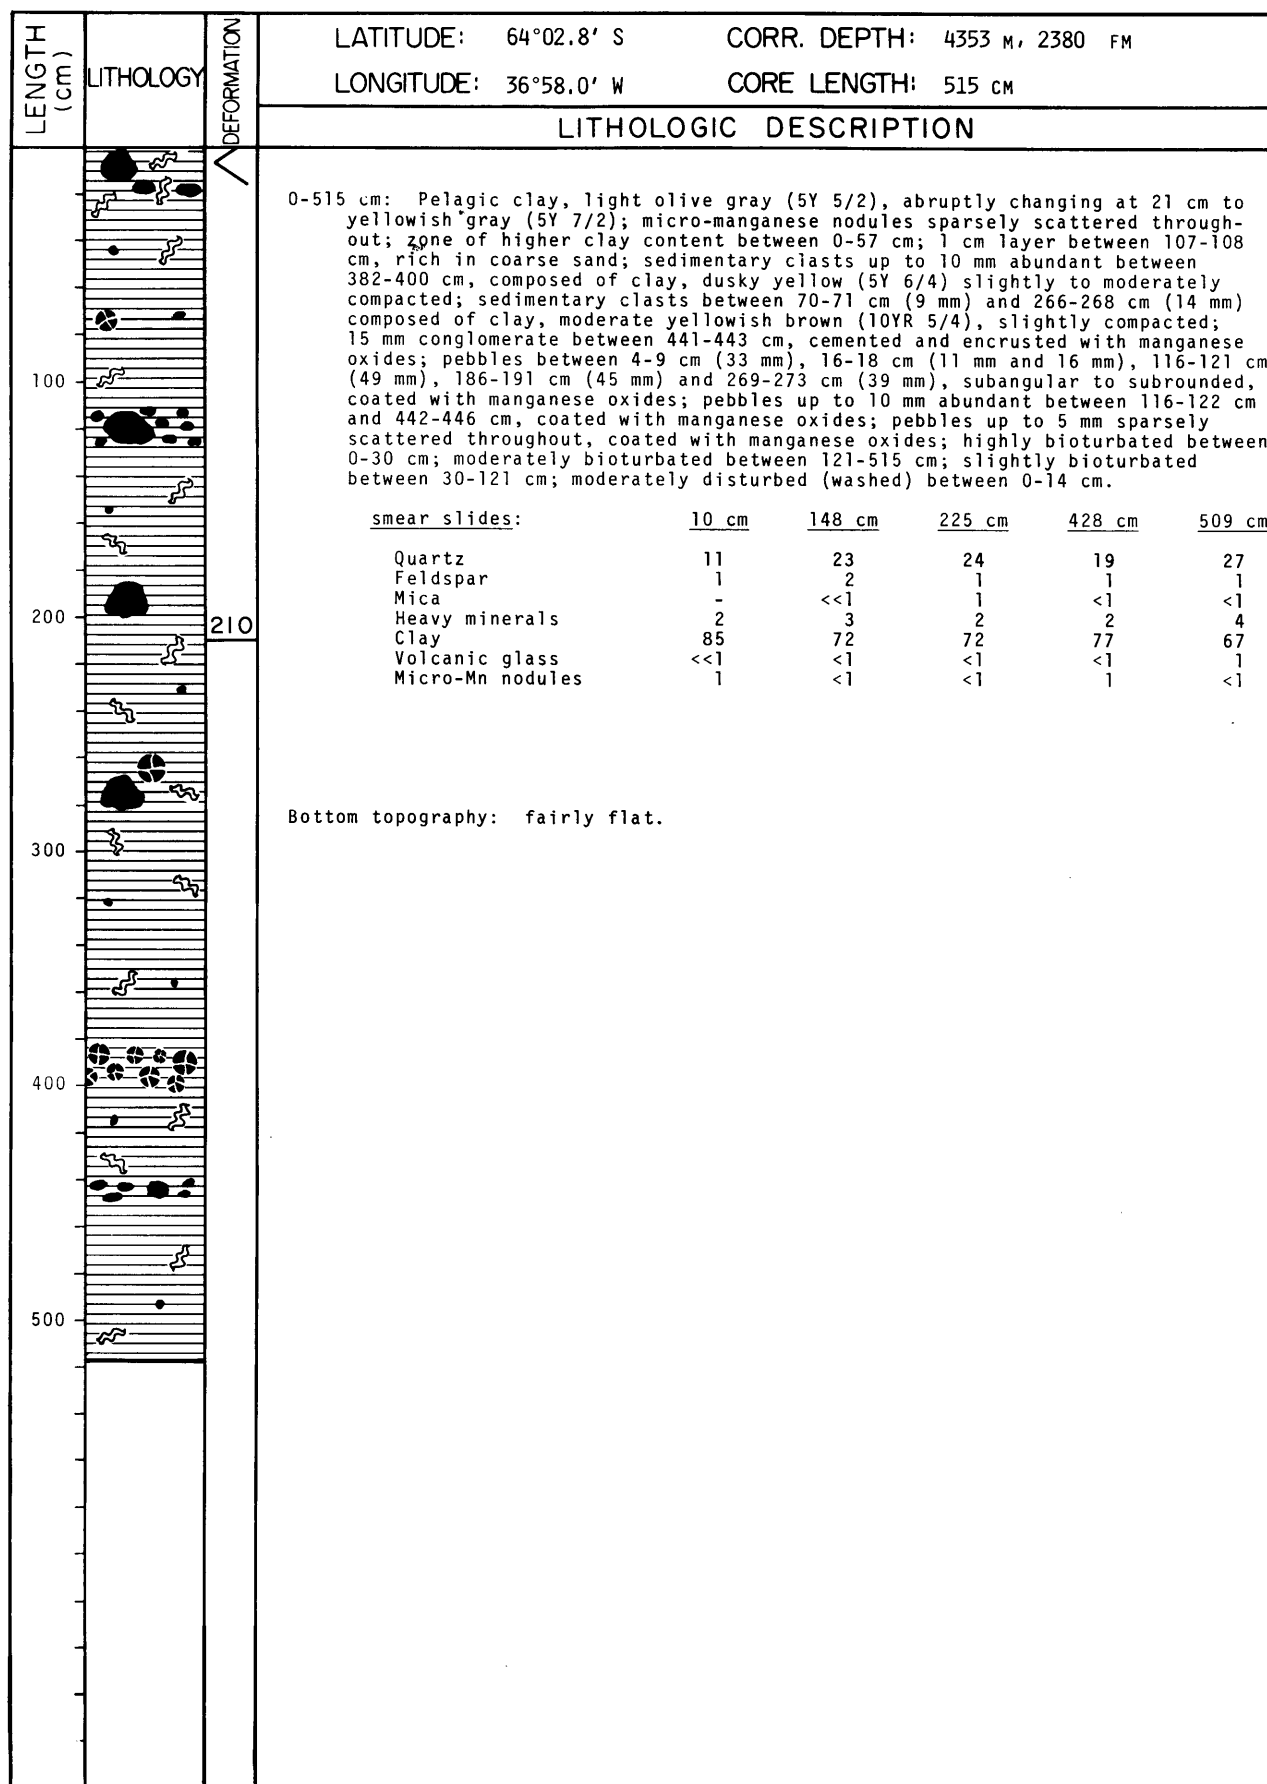 LENGTH (cm)
LITHOLOGY
DEFORMATION
LATITUDE: 64°02.8' S CORR. DEPTH: 4353 M, 2380 FM
LONGITUDE: 36°58.0' W CORE LENGTH: 515 CM
LITHOLOGIC DESCRIPTION
0-515 cm: Pelagic clay, light olive gray (5Y 5/2), abruptly changing at 21 cm to
yellowish gray (5Y 7/2); micro-manganese nodules sparsely scattered through-
out; zone of higher clay content between 0-57 cm; 1 cm layer between 107-108
cm, rich in coarse sand; sedimentary clasts up to 10 mm abundant between
382-400 cm, composed of clay, dusky yellow (5Y 6/4) slightly to moderately
compacted; sedimentary clasts between 70-71 cm (9 mm) and 266-268 cm (14 mm)
composed of clay, moderate yellowish brown (10YR 5/4), slightly compacted;
15 mm conglomerate between 441-443 cm, cemented and encrusted with manganese
oxides; pebbles between 4-9 cm (33 mm), 16-18 cm (11 mm and 16 mm), 116-121 cm
(49 mm), 186-191 cm (45 mm) and 269-273 cm (39 mm), subangular to subrounded,
coated with manganese oxides; pebbles up to 10 mm abundant between 116-122 cm
and 442-446 cm, coated with manganese oxides; pebbles up to 5 mm sparsely
scattered throughout, coated with manganese oxides; highly bioturbated between
0-30 cm; moderately bioturbated between 121-515 cm; slightly bioturbated
between 30-121 cm; moderately disturbed (washed) between 0-14 cm.
smear slides: 10 cm 148 cm 225 cm 428 cm 509 cm
Quartz 11 23 24 19 27
Feldspar 1 2 1 1 1
Mica - <<1 1 <1 <1
Heavy minerals 2 3 2 2 4
Clay 85 72 72 77 67
Volcanic glass <<1 <1 <1 <1 1
Micro-Mn nodules 1 <1 <1 1 <1
Bottom topography: fairly flat.
100
200
210
300
400
500